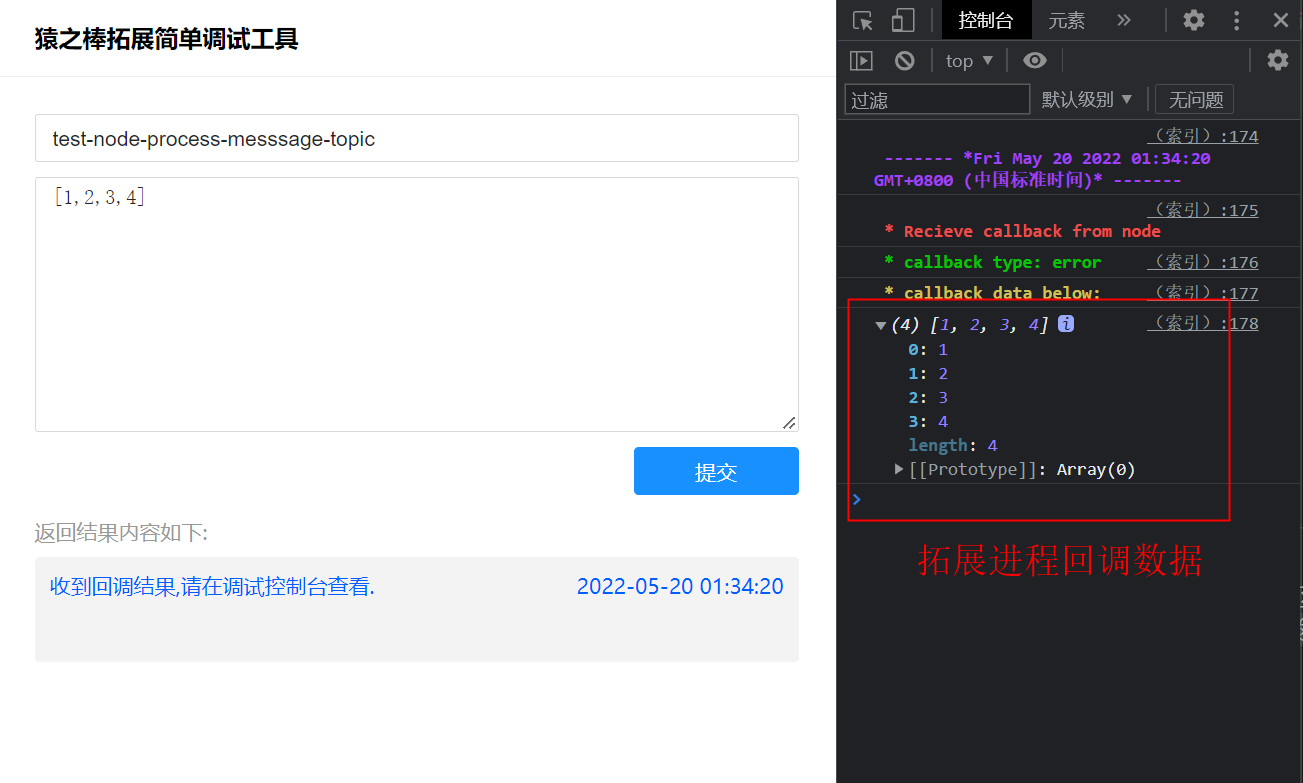 猿之棒拓展简单调试工具
test-node-process-messsage-topic
[1,2,3,4]
提交
返回结果内容如下:
收到回调结果,请在调试控制台查看. 2022-05-20 01:34:20
控制台 元素 »
top ▼
过滤 默认级别 ▼ 无问题
（索引）:174
------- *Fri May 20 2022 01:34:20
GMT+0800 (中国标准时间)* -------
（索引）:175
* Recieve callback from node
* callback type: error （索引）:176
* callback data below: （索引）:177
▼(4) [1, 2, 3, 4] i （索引）:178
0: 1
1: 2
2: 3
3: 4
length: 4
▶[[Prototype]]: Array(0)
>
拓展进程回调数据